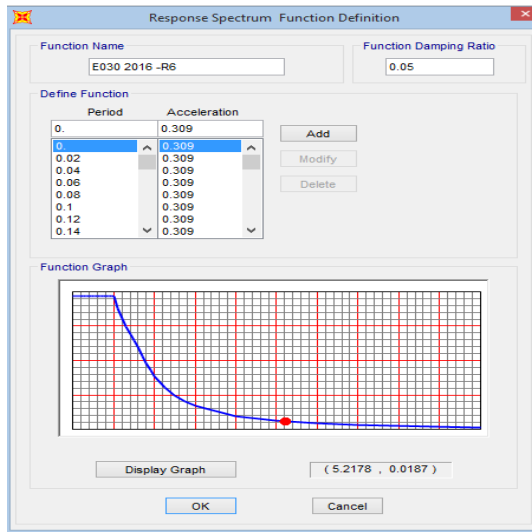 Response Spectrum Function Definition
Function Name
Function Damping Ratio
E030 2016 -R6
0.05
Define Function
Period Acceleration
0. 0.309
Add
0. 0.309
0.02 0.309
Modify
0.04 0.309
0.06 0.309
Delete
0.08 0.309
0.1 0.309
0.12 0.309
0.14 0.309
Function Graph
Display Graph
( 5.2178 , 0.0187 )
OK
Cancel